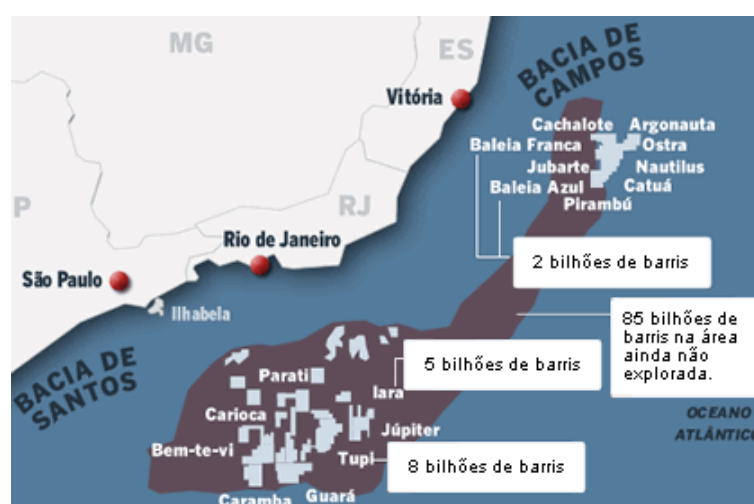 MG
ES
BACIA DE
CAMPOS
Vitória
Cachalote
Argonauta
Baleia Franca
Ostra
Jubarte
Nautilus
Baleia Azul
Catuá
Pirambú
P
RJ
Rio de Janeiro
São Paulo
Ilhabela
2 bilhões de barris
85 bilhões de
barris na área
ainda não
explorada.
BACIA DE
SANTOS
5 bilhões de barris
Parati
Iara
Carioca
Júpiter
OCEANO
ATLÂNTICO
Bem-te-vi
Tupi
8 bilhões de barris
Caramba
Guará